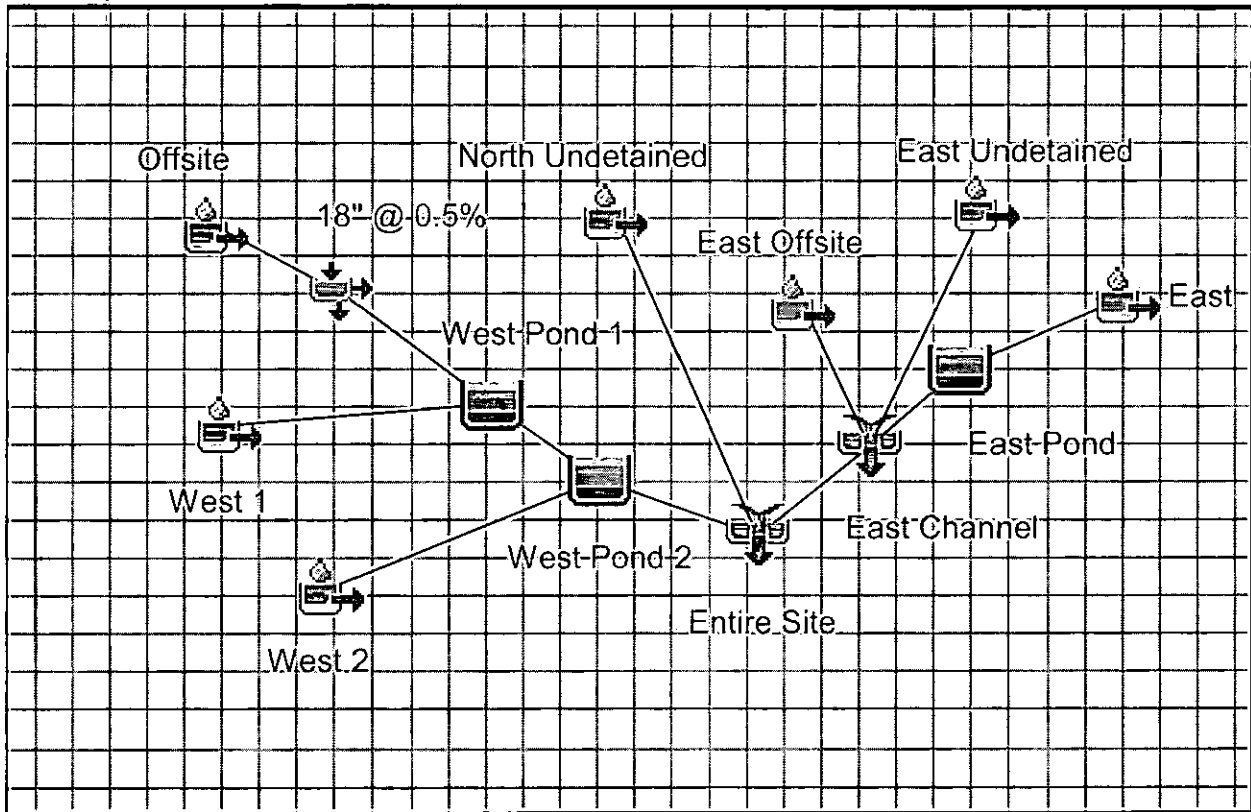 Offsite
North Undetained
East Undetained
18" @ 0.5%
East Offsite
East
West Pond 1
East Pond
West 1
East Channel
West Pond 2
Entire Site
West 2